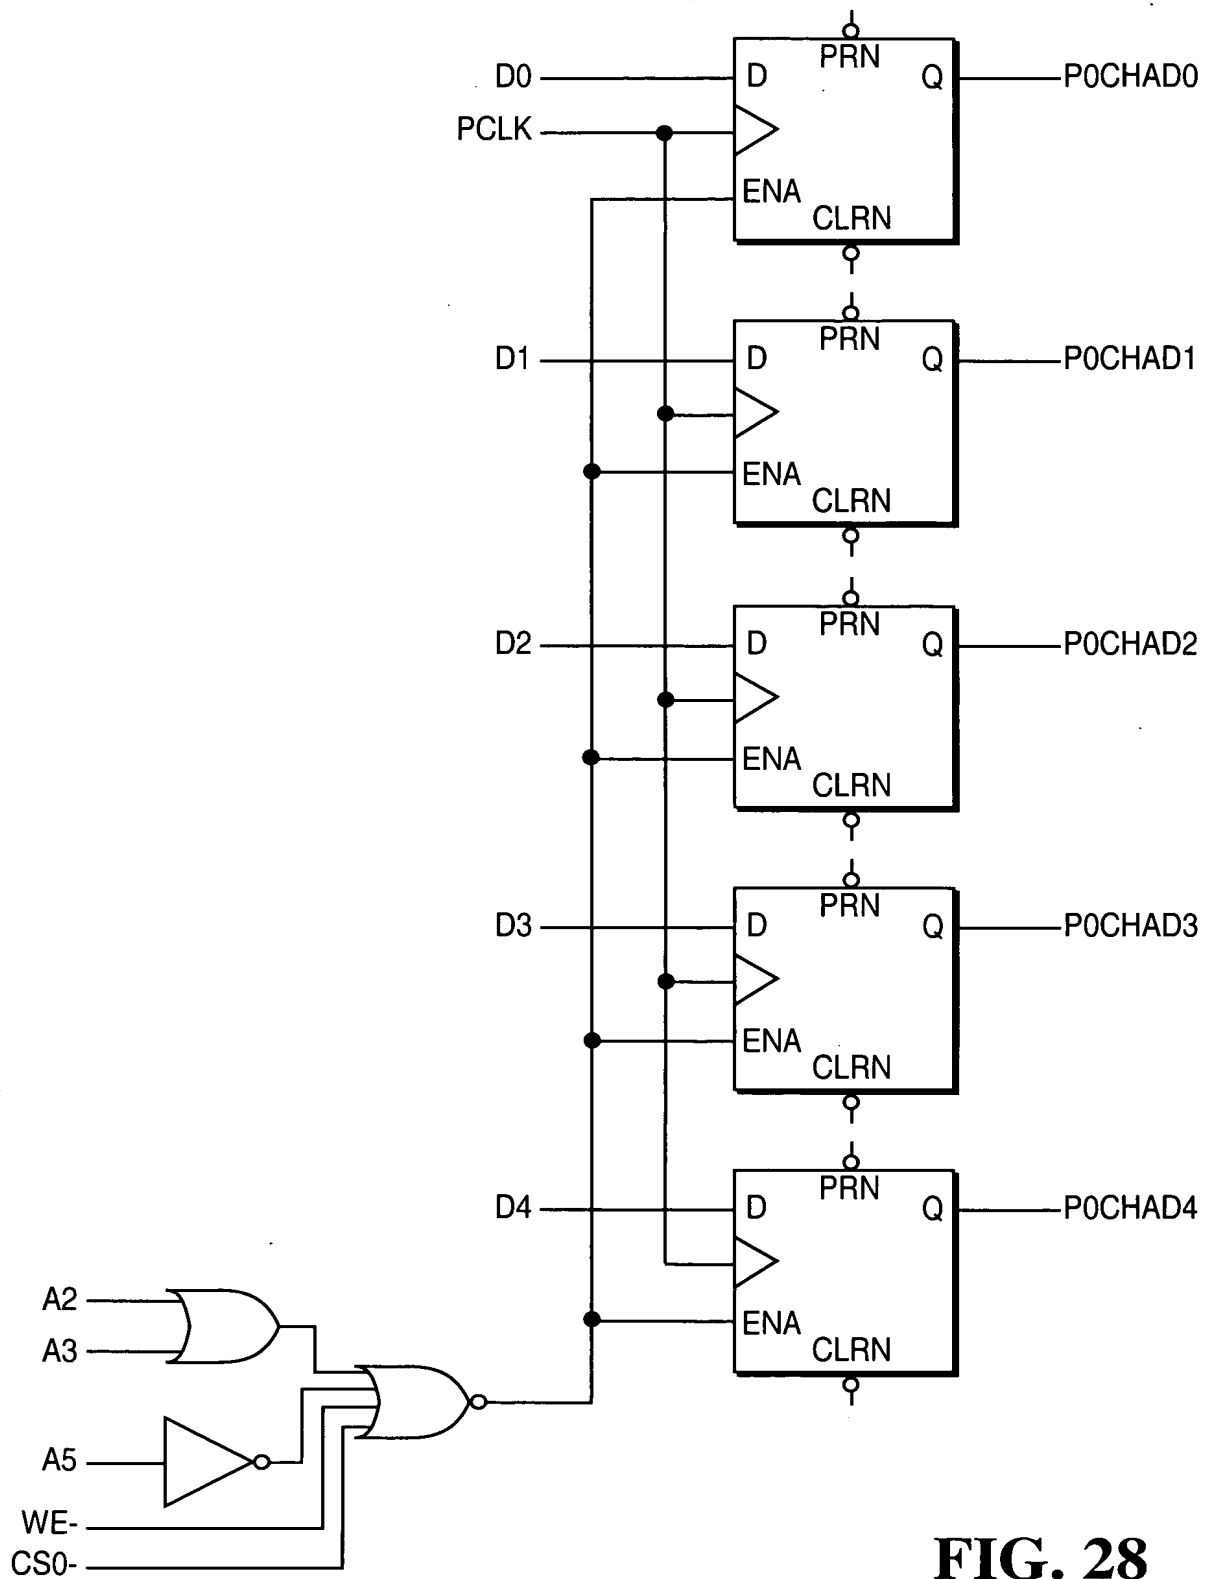 PRN
D0 D Q P0CHAD0
PCLK
ENA
CLRN
PRN
D1 D Q P0CHAD1
ENA
CLRN
PRN
D2 D Q P0CHAD2
ENA
CLRN
PRN
D3 D Q P0CHAD3
ENA
CLRN
PRN
D4 D Q P0CHAD4
ENA
CLRN
A2
A3
A5
WE-
CS0-
FIG. 28